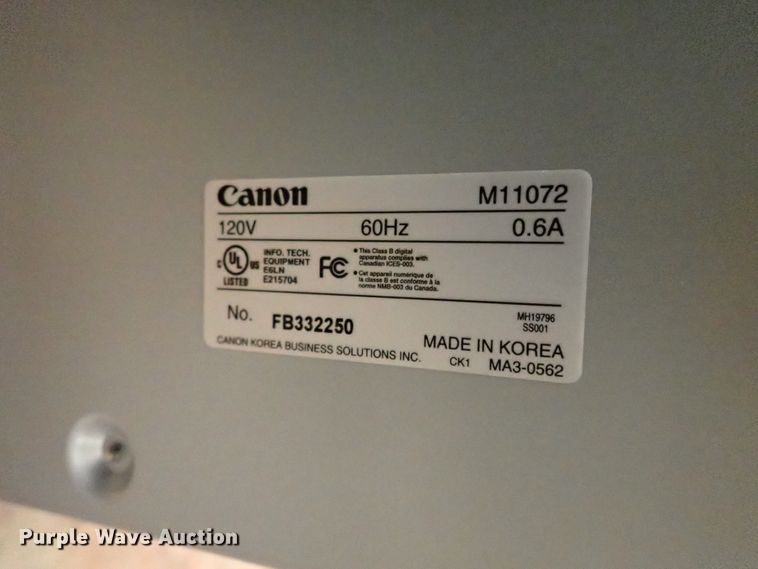 Canon M11072
120V 60Hz 0.6A
C UL US LISTED
INFO. TECH.
EQUIPMENT
E6LN
E215704
FC
• This Class B digital
apparatus complies with
Canadian ICES-003.
• Cet appareil numérique de
la classe B est conforme à la
norme NMB-003 du Canada.
No. FB332250
MH19796
SS001
CANON KOREA BUSINESS SOLUTIONS INC.
MADE IN KOREA
CK1 MA3-0562
Purple Wave Auction